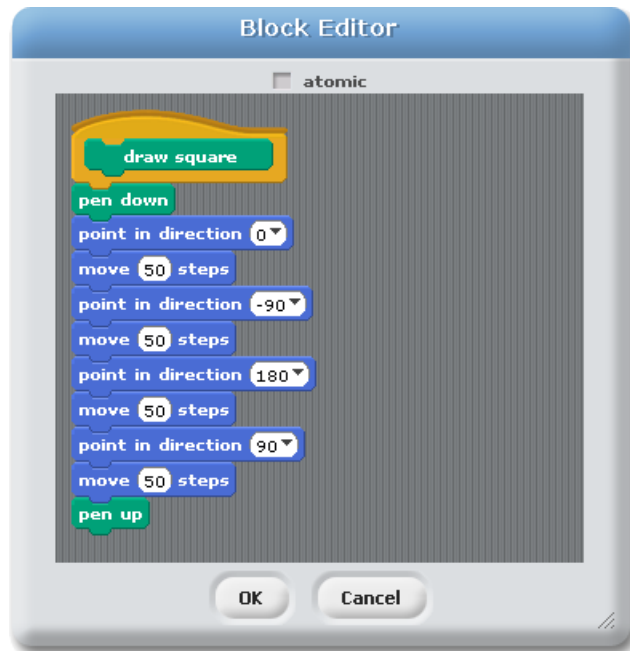 Block Editor
atomic
draw square
pen down
point in direction 0
move 50 steps
point in direction -90
move 50 steps
point in direction 180
move 50 steps
point in direction 90
move 50 steps
pen up
OK Cancel